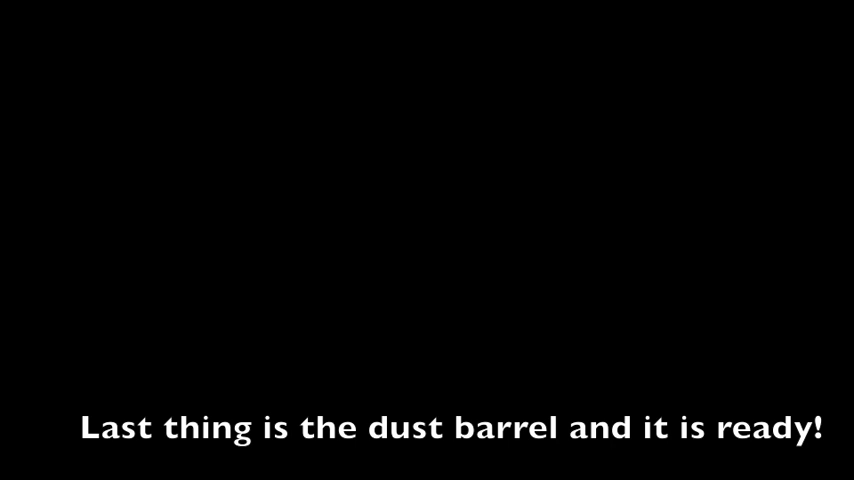 Last thing is the dust barrel and it is ready!